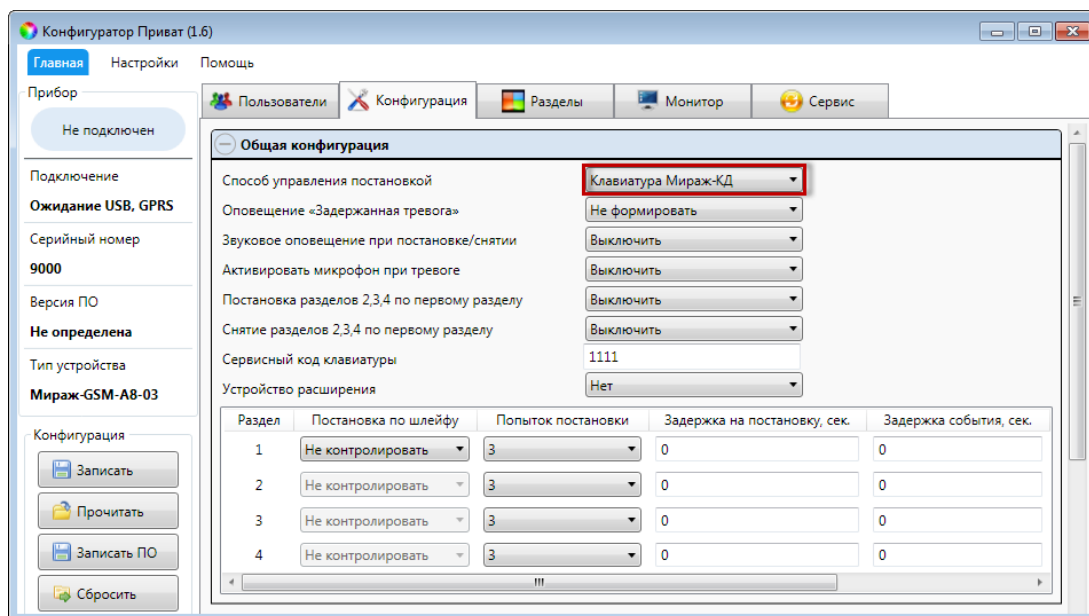 Конфигуратор Приват (1.6)
Главная Настройки Помощь
Прибор
Не подключен
Подключение
Ожидание USB, GPRS
Серийный номер
9000
Версия ПО
Не определена
Тип устройства
Мираж-GSM-A8-03
Конфигурация
Записать
Прочитать
Записать ПО
Сбросить
Пользователи Конфигурация Разделы Монитор Сервис
Общая конфигурация
Способ управления постановкой Клавиатура Мираж-КД
Оповещение «Задержанная тревога» Не формировать
Звуковое оповещение при постановке/снятии Выключить
Активировать микрофон при тревоге Выключить
Постановка разделов 2,3,4 по первому разделу Выключить
Снятие разделов 2,3,4 по первому разделу Выключить
Сервисный код клавиатуры 1111
Устройство расширения Нет
Раздел Постановка по шлейфу Попыток постановки Задержка на постановку, сек. Задержка события, сек.
1 Не контролировать 3 0 0
2 Не контролировать 3 0 0
3 Не контролировать 3 0 0
4 Не контролировать 3 0 0